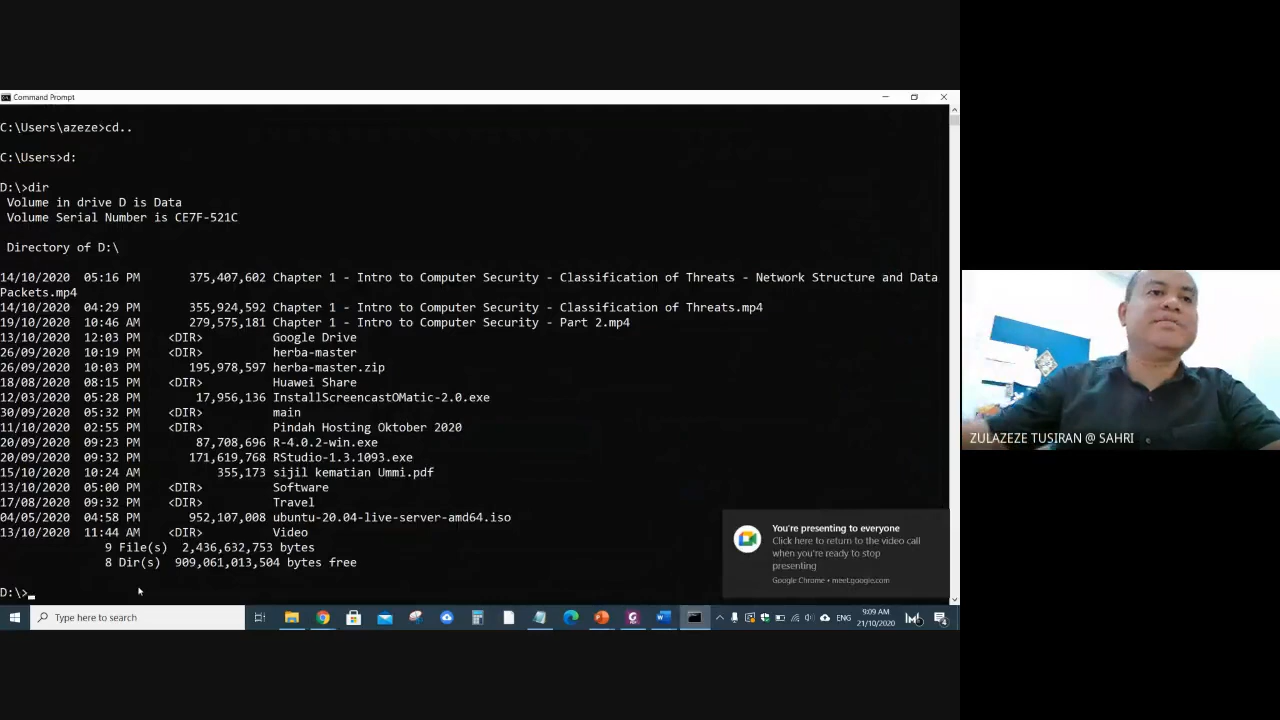 Command Prompt
C:\Users\azeze>cd..
C:\Users>d:
D:\>dir
Volume in drive D is Data
Volume Serial Number is CE7F-521C
Directory of D:\
14/10/2020 05:16 PM 375,407,602 Chapter 1 - Intro to Computer Security - Classification of Threats - Network Structure and Data
Packets.mp4
14/10/2020 04:29 PM 355,924,592 Chapter 1 - Intro to Computer Security - Classification of Threats.mp4
19/10/2020 10:46 AM 279,575,181 Chapter 1 - Intro to Computer Security - Part 2.mp4
13/10/2020 12:03 PM <DIR> Google Drive
26/09/2020 10:19 PM <DIR> herba-master
26/09/2020 10:03 PM 195,978,597 herba-master.zip
18/08/2020 08:15 PM <DIR> Huawei Share
12/03/2020 05:28 PM 17,956,136 InstallScreencastOMatic-2.0.exe
30/09/2020 05:32 PM <DIR> main
11/10/2020 02:55 PM <DIR> Pindah Hosting Oktober 2020
20/09/2020 09:23 PM 87,708,696 R-4.0.2-win.exe
20/09/2020 09:32 PM 171,619,768 RStudio-1.3.1093.exe
15/10/2020 10:24 AM 355,173 sijil kematian Ummi.pdf
13/10/2020 05:00 PM <DIR> Software
17/08/2020 09:32 PM <DIR> Travel
04/05/2020 04:58 PM 952,107,008 ubuntu-20.04-live-server-amd64.iso
13/10/2020 11:44 AM <DIR> Video
9 File(s) 2,436,632,753 bytes
8 Dir(s) 909,061,013,504 bytes free
D:\>
You're presenting to everyone
Click here to return to the video call
when you're ready to stop
presenting
Google Chrome • meet.google.com
Type here to search
ENG
9:09 AM
21/10/2020
ZULAZEZE TUSIRAN @ SAHRI